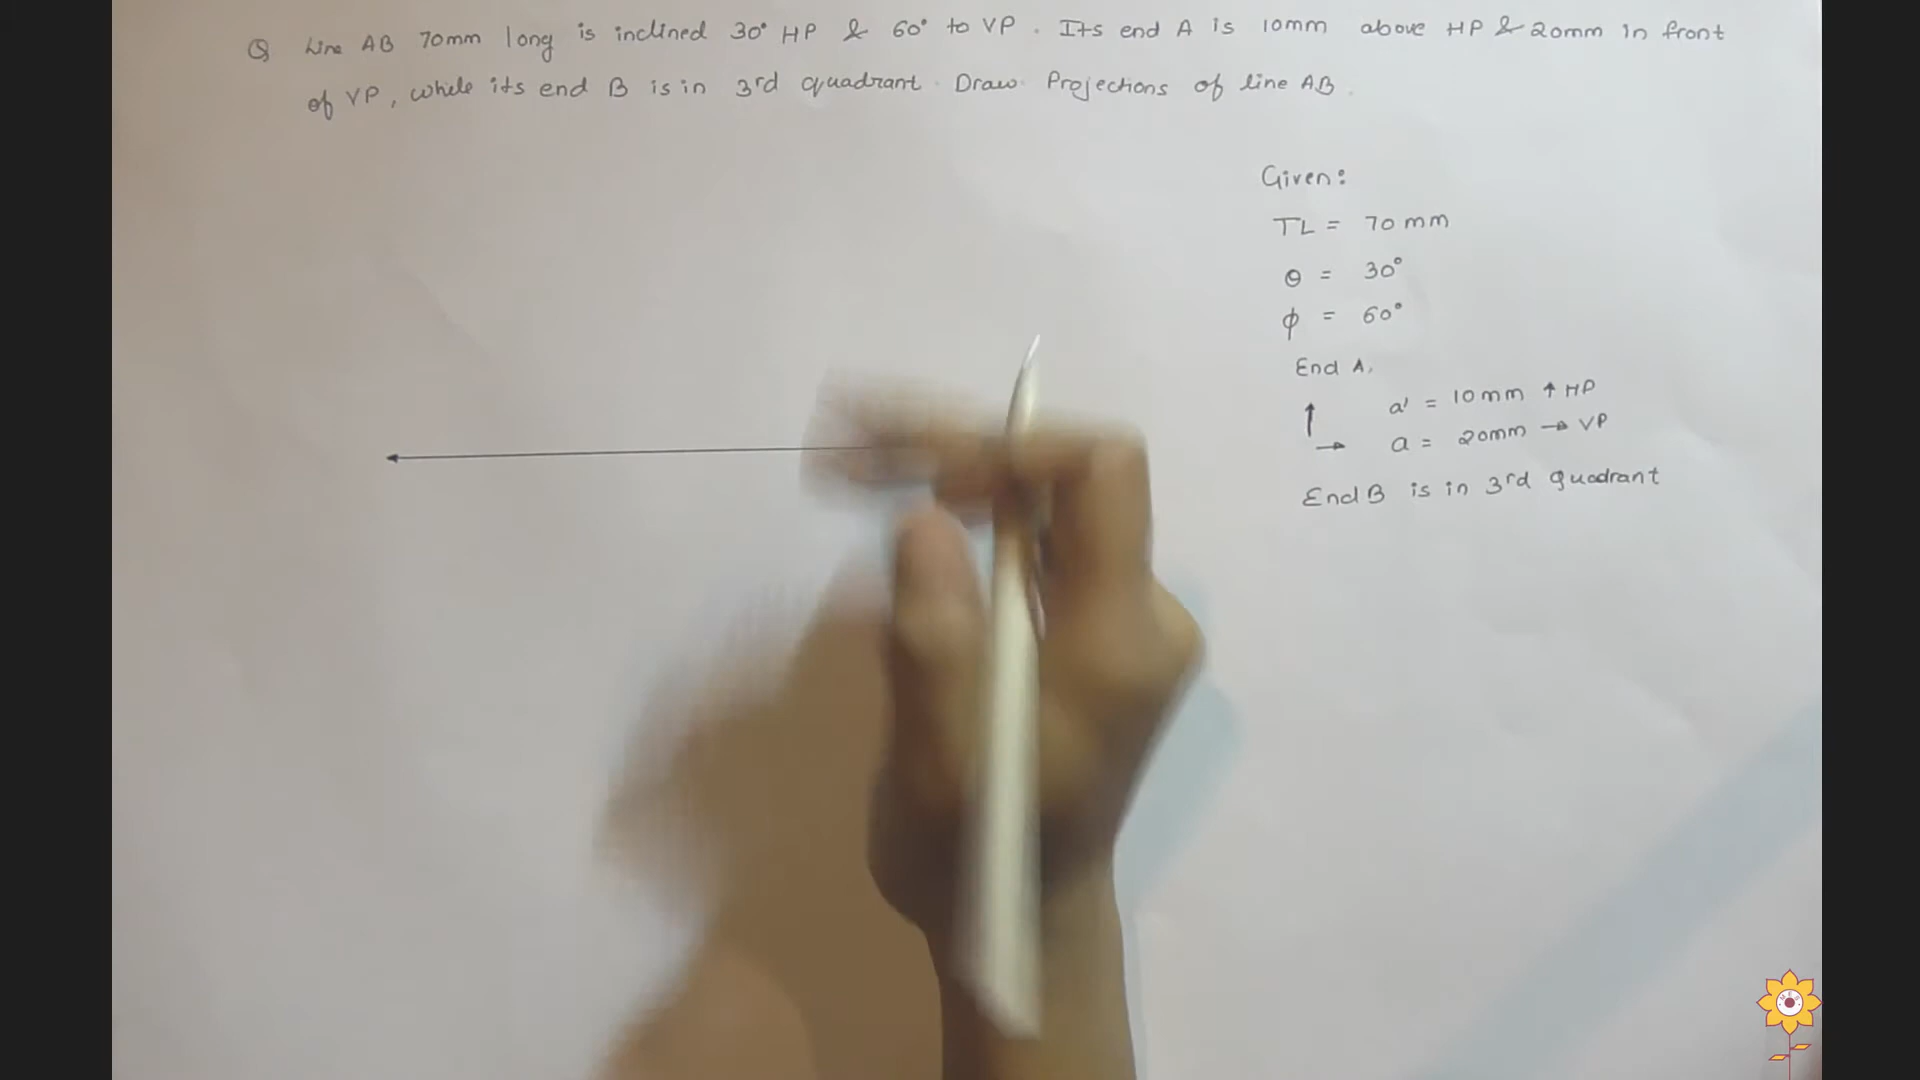 Q Line AB 70mm long is inclined 30° HP & 60° to VP. Its end A is 10mm above HP & 20mm in front
of VP, while its end B is in 3rd quadrant. Draw Projections of line AB.
Given:
TL = 70 mm
θ = 30°
ϕ = 60°
End A,
↑ a' = 10mm ↑ HP
→ a = 20mm → VP
End B is in 3rd quadrant